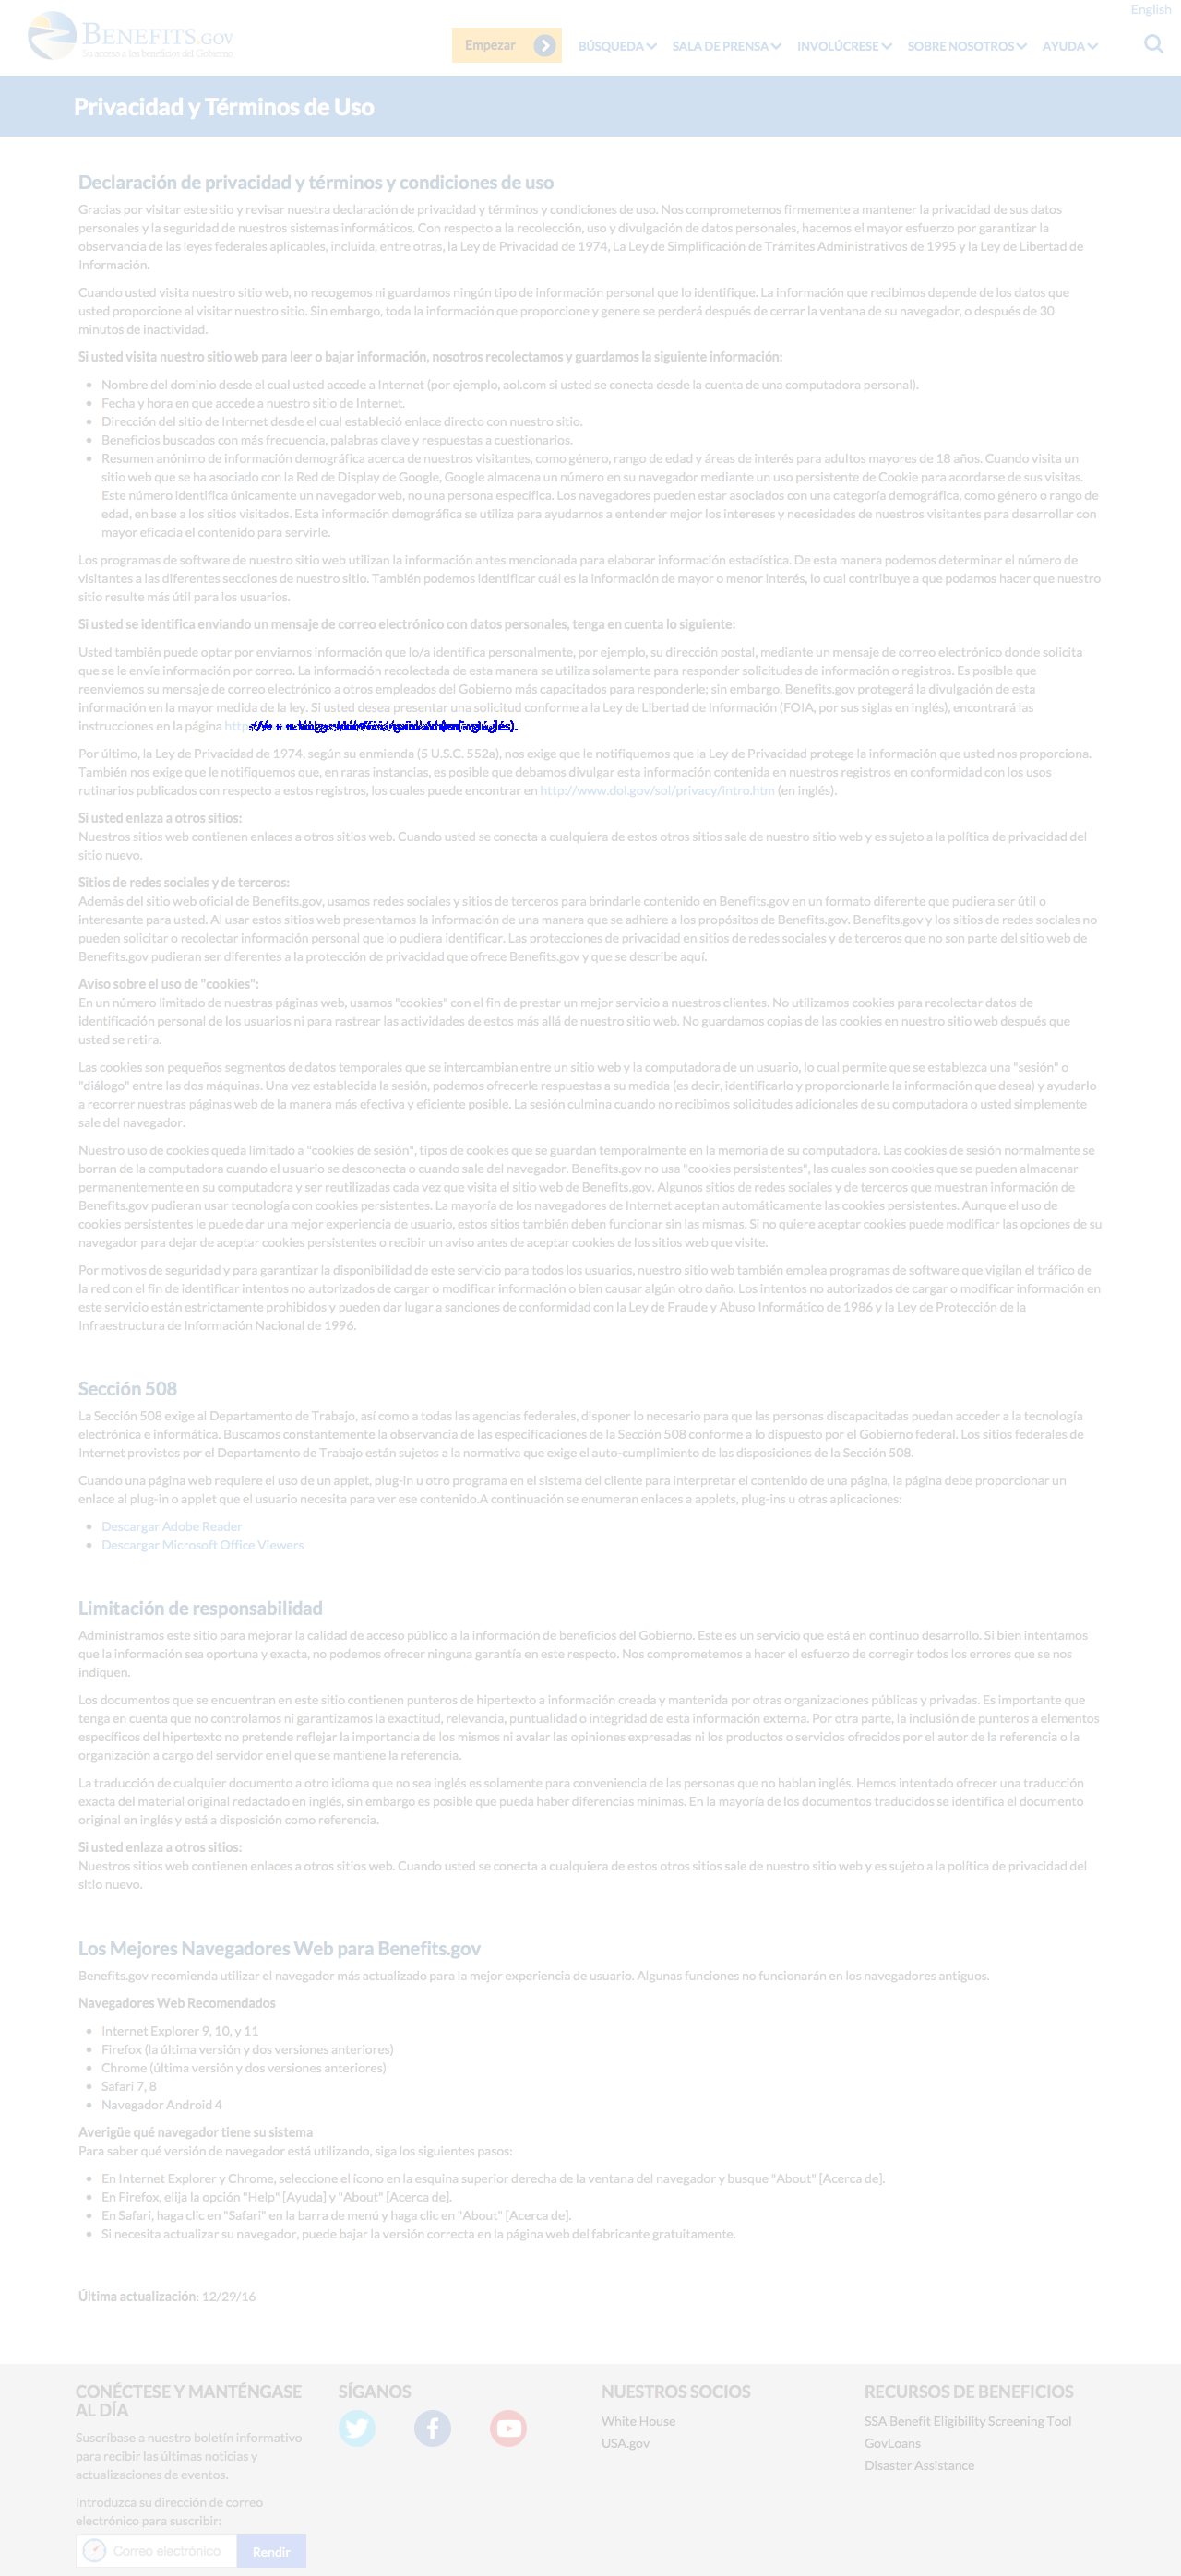 English
BENEFITS.GOV
Su acceso a los beneficios del Gobierno
Empezar BÚSQUEDA SALA DE PRENSA INVOLÚCRESE SOBRE NOSOTROS AYUDA
Privacidad y Términos de Uso
Declaración de privacidad y términos y condiciones de uso
Gracias por visitar este sitio y revisar nuestra declaración de privacidad y términos y condiciones de uso. Nos comprometemos firmemente a mantener la privacidad de sus datos
personales y la seguridad de nuestros sistemas informáticos. Con respecto a la recolección, uso y divulgación de datos personales, hacemos el mayor esfuerzo por garantizar la
observancia de las leyes federales aplicables, incluida, entre otras, la Ley de Privacidad de 1974, La Ley de Simplificación de Trámites Administrativos de 1995 y la Ley de Libertad de
Información.
Cuando usted visita nuestro sitio web, no recogemos ni guardamos ningún tipo de información personal que lo identifique. La información que recibimos depende de los datos que
usted proporcione al visitar nuestro sitio. Sin embargo, toda la información que proporcione y genere se perderá después de cerrar la ventana de su navegador, o después de 30
minutos de inactividad.
Si usted visita nuestro sitio web para leer o bajar información, nosotros recolectamos y guardamos la siguiente información:
• Nombre del dominio desde el cual usted accede a Internet (por ejemplo, aol.com si usted se conecta desde la cuenta de una computadora personal).
• Fecha y hora en que accede a nuestro sitio de Internet.
• Dirección del sitio de Internet desde el cual estableció enlace directo con nuestro sitio.
• Beneficios buscados con más frecuencia, palabras clave y respuestas a cuestionarios.
• Resumen anónimo de información demográfica acerca de nuestros visitantes, como género, rango de edad y áreas de interés para adultos mayores de 18 años. Cuando visita un
sitio web que se ha asociado con la Red de Display de Google, Google almacena un número en su navegador mediante un uso persistente de Cookie para acordarse de sus visitas.
Este número identifica únicamente un navegador web, no una persona específica. Los navegadores pueden estar asociados con una categoría demográfica, como género o rango de
edad, en base a los sitios visitados. Esta información demográfica se utiliza para ayudarnos a entender mejor los intereses y necesidades de nuestros visitantes para desarrollar con
mayor eficacia el contenido para servirle.
Los programas de software de nuestro sitio web utilizan la información antes mencionada para elaborar información estadística. De esta manera podemos determinar el número de
visitantes a las diferentes secciones de nuestro sitio. También podemos identificar cuál es la información de mayor o menor interés, lo cual contribuye a que podamos hacer que nuestro
sitio resulte más útil para los usuarios.
Si usted se identifica enviando un mensaje de correo electrónico con datos personales, tenga en cuenta lo siguiente:
Usted también puede optar por enviarnos información que lo/a identifica personalmente, por ejemplo, su dirección postal, mediante un mensaje de correo electrónico donde solicita
que se le envíe información por correo. La información recolectada de esta manera se utiliza solamente para responder solicitudes de información o registros. Es posible que
reenviemos su mensaje de correo electrónico a otros empleados del Gobierno más capacitados para responderle; sin embargo, Benefits.gov protegerá la divulgación de esta
información en la mayor medida de la ley. Si usted desea presentar una solicitud conforme a la Ley de Libertad de Información (FOIA, por sus siglas en inglés), encontrará las
instrucciones en la página http
Por último, la Ley de Privacidad de 1974, según su enmienda (5 U.S.C. 552a), nos exige que le notifiquemos que la Ley de Privacidad protege la información que usted nos proporciona.
También nos exige que le notifiquemos que, en raras instancias, es posible que debamos divulgar esta información contenida en nuestros registros en conformidad con los usos
rutinarios publicados con respecto a estos registros, los cuales puede encontrar en http://www.dol.gov/sol/privacy/intro.htm (en inglés).
Si usted enlaza a otros sitios:
Nuestros sitios web contienen enlaces a otros sitios web. Cuando usted se conecta a cualquiera de estos otros sitios sale de nuestro sitio web y es sujeto a la política de privacidad del
sitio nuevo.
Sitios de redes sociales y de terceros:
Además del sitio web oficial de Benefits.gov, usamos redes sociales y sitios de terceros para brindarle contenido en Benefits.gov en un formato diferente que pudiera ser útil o
interesante para usted. Al usar estos sitios web presentamos la información de una manera que se adhiere a los propósitos de Benefits.gov. Benefits.gov y los sitios de redes sociales no
pueden solicitar o recolectar información personal que lo pudiera identificar. Las protecciones de privacidad en sitios de redes sociales y de terceros que no son parte del sitio web de
Benefits.gov pudieran ser diferentes a la protección de privacidad que ofrece Benefits.gov y que se describe aquí.
Aviso sobre el uso de "cookies":
En un número limitado de nuestras páginas web, usamos "cookies" con el fin de prestar un mejor servicio a nuestros clientes. No utilizamos cookies para recolectar datos de
identificación personal de los usuarios ni para rastrear las actividades de estos más allá de nuestro sitio web. No guardamos copias de las cookies en nuestro sitio web después que
usted se retira.
Las cookies son pequeños segmentos de datos temporales que se intercambian entre un sitio web y la computadora de un usuario, lo cual permite que se establezca una "sesión" o
"diálogo" entre las dos máquinas. Una vez establecida la sesión, podemos ofrecerle respuestas a su medida (es decir, identificarlo y proporcionarle la información que desea) y ayudarlo
a recorrer nuestras páginas web de la manera más efectiva y eficiente posible. La sesión culmina cuando no recibimos solicitudes adicionales de su computadora o usted simplemente
sale del navegador.
Nuestro uso de cookies queda limitado a "cookies de sesión", tipos de cookies que se guardan temporalmente en la memoria de su computadora. Las cookies de sesión normalmente se
borran de la computadora cuando el usuario se desconecta o cuando sale del navegador. Benefits.gov no usa "cookies persistentes", las cuales son cookies que se pueden almacenar
permanentemente en su computadora y ser reutilizadas cada vez que visita el sitio web de Benefits.gov. Algunos sitios de redes sociales y de terceros que muestran información de
Benefits.gov pudieran usar tecnología con cookies persistentes. La mayoría de los navegadores de Internet aceptan automáticamente las cookies persistentes. Aunque el uso de
cookies persistentes le puede dar una mejor experiencia de usuario, estos sitios también deben funcionar sin las mismas. Si no quiere aceptar cookies puede modificar las opciones de su
navegador para dejar de aceptar cookies persistentes o recibir un aviso antes de aceptar cookies de los sitios web que visite.
Por motivos de seguridad y para garantizar la disponibilidad de este servicio para todos los usuarios, nuestro sitio web también emplea programas de software que vigilan el tráfico de
la red con el fin de identificar intentos no autorizados de cargar o modificar información o bien causar algún otro daño. Los intentos no autorizados de cargar o modificar información en
este servicio están estrictamente prohibidos y pueden dar lugar a sanciones de conformidad con la Ley de Fraude y Abuso Informático de 1986 y la Ley de Protección de la
Infraestructura de Información Nacional de 1996.
Sección 508
La Sección 508 exige al Departamento de Trabajo, así como a todas las agencias federales, disponer lo necesario para que las personas discapacitadas puedan acceder a la tecnología
electrónica e informática. Buscamos constantemente la observancia de las especificaciones de la Sección 508 conforme a lo dispuesto por el Gobierno federal. Los sitios federales de
Internet provistos por el Departamento de Trabajo están sujetos a la normativa que exige el auto-cumplimiento de las disposiciones de la Sección 508.
Cuando una página web requiere el uso de un applet, plug-in u otro programa en el sistema del cliente para interpretar el contenido de una página, la página debe proporcionar un
enlace al plug-in o applet que el usuario necesita para ver ese contenido.A continuación se enumeran enlaces a applets, plug-ins u otras aplicaciones:
• Descargar Adobe Reader
• Descargar Microsoft Office Viewers
Limitación de responsabilidad
Administramos este sitio para mejorar la calidad de acceso público a la información de beneficios del Gobierno. Este es un servicio que está en continuo desarrollo. Si bien intentamos
que la información sea oportuna y exacta, no podemos ofrecer ninguna garantía en este respecto. Nos comprometemos a hacer el esfuerzo de corregir todos los errores que se nos
indiquen.
Los documentos que se encuentran en este sitio contienen punteros de hipertexto a información creada y mantenida por otras organizaciones públicas y privadas. Es importante que
tenga en cuenta que no controlamos ni garantizamos la exactitud, relevancia, puntualidad o integridad de esta información externa. Por otra parte, la inclusión de punteros a elementos
específicos del hipertexto no pretende reflejar la importancia de los mismos ni avalar las opiniones expresadas ni los productos o servicios ofrecidos por el autor de la referencia o la
organización a cargo del servidor en el que se mantiene la referencia.
La traducción de cualquier documento a otro idioma que no sea inglés es solamente para conveniencia de las personas que no hablan inglés. Hemos intentado ofrecer una traducción
exacta del material original redactado en inglés, sin embargo es posible que pueda haber diferencias mínimas. En la mayoría de los documentos traducidos se identifica el documento
original en inglés y está a disposición como referencia.
Si usted enlaza a otros sitios:
Nuestros sitios web contienen enlaces a otros sitios web. Cuando usted se conecta a cualquiera de estos otros sitios sale de nuestro sitio web y es sujeto a la política de privacidad del
sitio nuevo.
Los Mejores Navegadores Web para Benefits.gov
Benefits.gov recomienda utilizar el navegador más actualizado para la mejor experiencia de usuario. Algunas funciones no funcionarán en los navegadores antiguos.
Navegadores Web Recomendados
• Internet Explorer 9, 10, y 11
• Firefox (la última versión y dos versiones anteriores)
• Chrome (última versión y dos versiones anteriores)
• Safari 7, 8
• Navegador Android 4
Averigüe qué navegador tiene su sistema
Para saber qué versión de navegador está utilizando, siga los siguientes pasos:
• En Internet Explorer y Chrome, seleccione el ícono en la esquina superior derecha de la ventana del navegador y busque "About" [Acerca de].
• En Firefox, elija la opción "Help" [Ayuda] y "About" [Acerca de].
• En Safari, haga clic en "Safari" en la barra de menú y haga clic en "About" [Acerca de].
• Si necesita actualizar su navegador, puede bajar la versión correcta en la página web del fabricante gratuitamente.
Última actualización: 12/29/16
CONÉCTESE Y MANTÉNGASE
AL DÍA
Suscríbase a nuestro boletín informativo
para recibir las últimas noticias y
actualizaciones de eventos.
Introduzca su dirección de correo
electrónico para suscribir:
Correo electrónico Rendir
SÍGANOS
NUESTROS SOCIOS
White House
USA.gov
RECURSOS DE BENEFICIOS
SSA Benefit Eligibility Screening Tool
GovLoans
Disaster Assistance